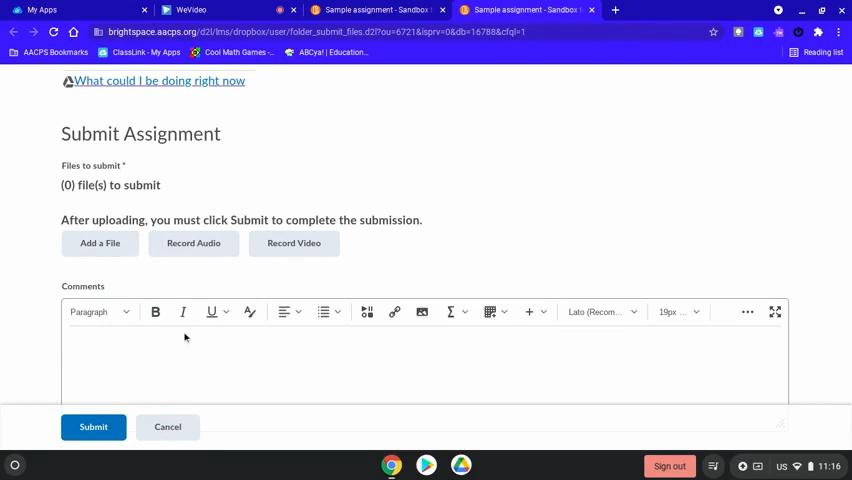 My Apps
WeVideo
Sample assignment - Sandbox f
Sample assignment - Sandbox f
brightspace.aacps.org/d2l/lms/dropbox/user/folder_submit_files.d2l?ou=6721&isprv=0&db=16788&cfql=1
AACPS Bookmarks
ClassLink - My Apps
Cool Math Games -...
ABCya! | Education...
Reading list
What could I be doing right now
Submit Assignment
Files to submit *
(0) file(s) to submit
After uploading, you must click Submit to complete the submission.
Add a File
Record Audio
Record Video
Comments
Paragraph
B
I
U
Σ
Lato (Recom...
19px ...
Submit
Cancel
Sign out
US
11:16